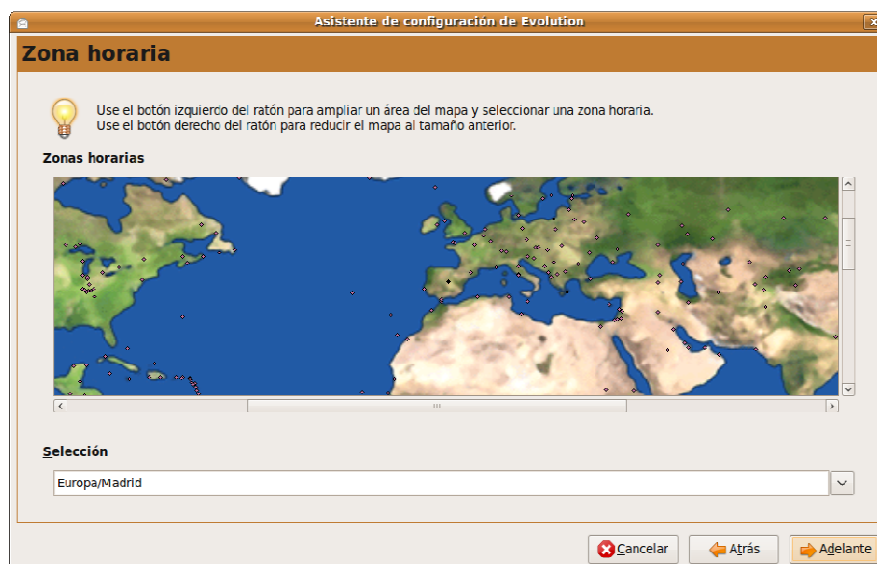 Asistente de configuración de Evolution
Zona horaria
Use el botón izquierdo del ratón para ampliar un área del mapa y seleccionar una zona horaria.
Use el botón derecho del ratón para reducir el mapa al tamaño anterior.
Zonas horarias
Selección
Europa/Madrid
Cancelar
Atrás
Adelante